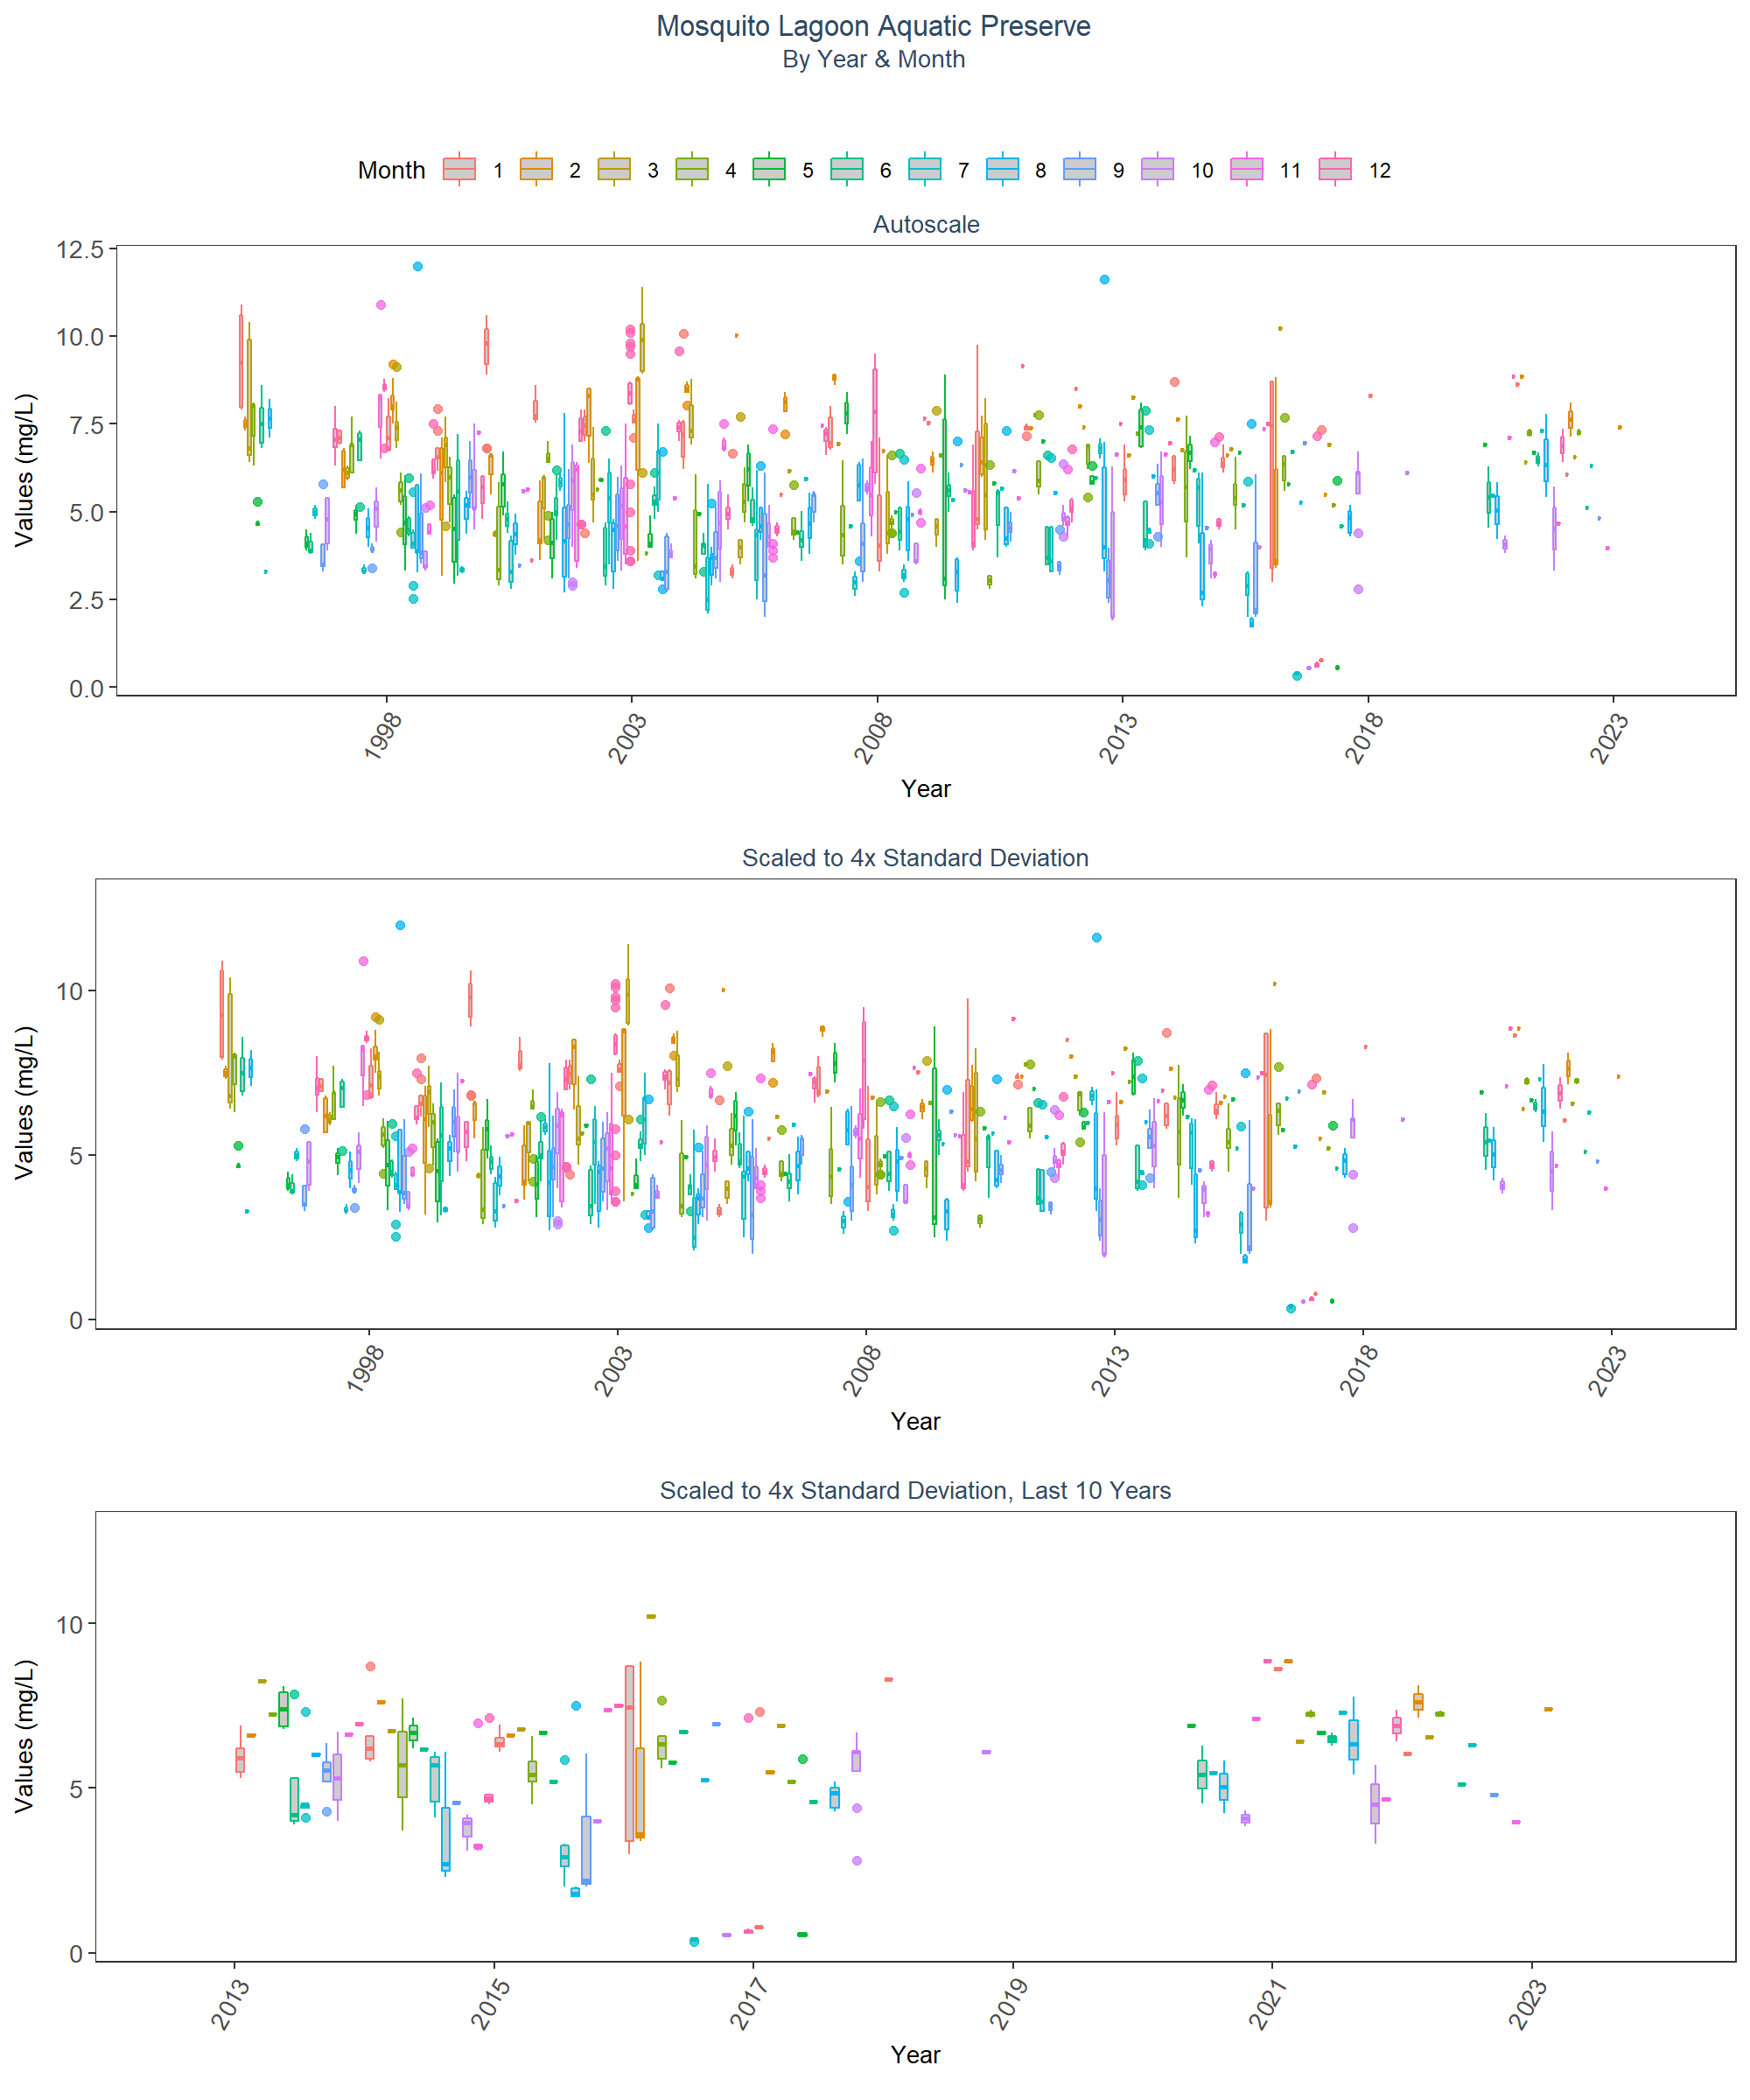 Mosquito Lagoon Aquatic Preserve
By Year & Month
Month 1 2 3 4 5 6 7 8 9 10 11 12
Autoscale
12.5
10.0
7.5
5.0
2.5
0.0
Values (mg/L)
1998 2003 2008 2013 2018 2023
Year
Scaled to 4x Standard Deviation
10
5
0
Values (mg/L)
1998 2003 2008 2013 2018 2023
Year
Scaled to 4x Standard Deviation, Last 10 Years
10
5
0
Values (mg/L)
2013 2015 2017 2019 2021 2023
Year